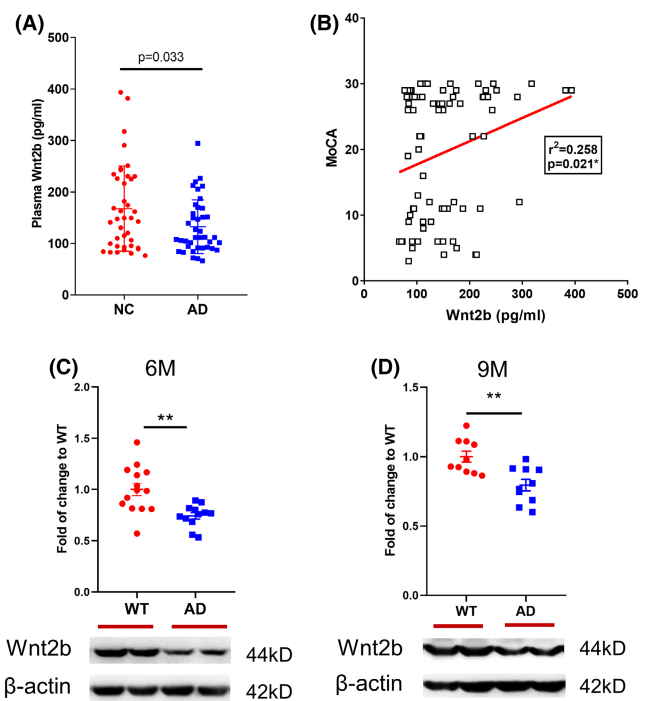 (A)
p=0.033
Plasma Wnt2b (pg/ml)
500
400
300
200
100
0
NC AD
(B)
MoCA
40
30
20
10
0
r²=0.258
p=0.021*
0 100 200 300 400 500
Wnt2b (pg/ml)
(C) 6M
Fold of change to WT
2.0
1.5
1.0
0.5
0.0
**
WT AD
Wnt2b 44kD
β-actin 42kD
(D) 9M
Fold of change to WT
1.5
1.0
0.5
0.0
**
WT AD
Wnt2b 44kD
β-actin 42kD